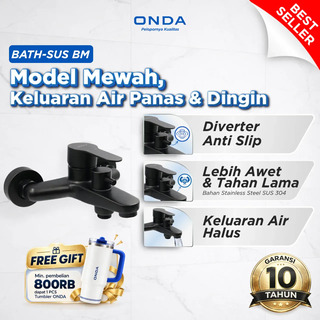 ONDA
Pelopornya Kualitas
BEST
SELLER
BATH-SUS BM
Model Mewah,
Keluaran Air Panas & Dingin
Diverter
Anti Slip
Lebih Awet
& Tahan Lama
Bahan Stainless Steel SUS 304
Keluaran Air
Halus
FREE GIFT
Min. pembelian
800RB
dapat 1 PCS
Tumbler ONDA
ONDA
GARANSI
10
TAHUN